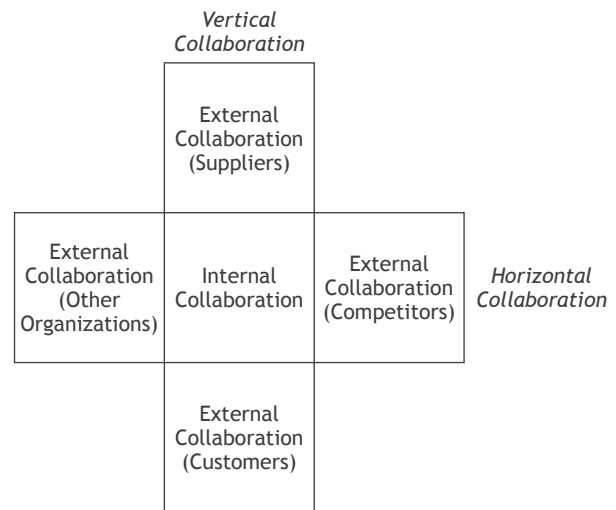 Vertical
Collaboration
External
Collaboration
(Suppliers)
External
Collaboration
(Other
Organizations)
Internal
Collaboration
External
Collaboration
(Competitors)
Horizontal
Collaboration
External
Collaboration
(Customers)